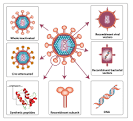 Whole inactivated
Recombinant viral
vectors
Live attenuated
Recombinant bacterial
vectors
Synthetic peptides
Recombinant subunits
DNA